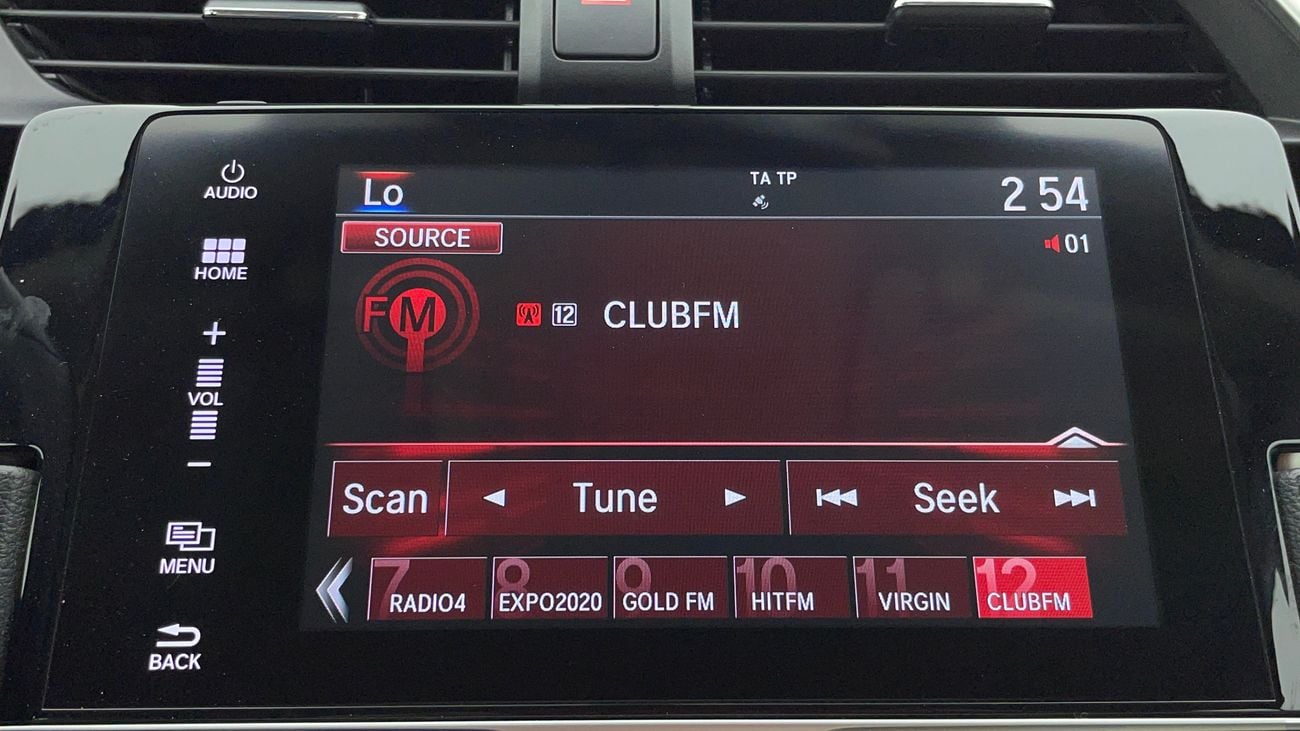 AUDIO
HOME
+
VOL
−
MENU
BACK
Lo
TA TP
2 54
SOURCE
01
FM
12 CLUBFM
Scan
Tune
Seek
7 RADIO4
8 EXPO2020
9 GOLD FM
10 HITFM
11 VIRGIN
12 CLUBFM